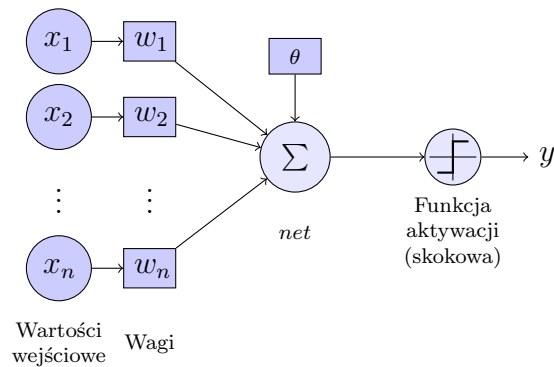 x₁ w₁
θ
x₂ w₂
∑
y
⋮ ⋮
net
Funkcja
aktywacji
(skokowa)
xₙ wₙ
Wartości
wejściowe
Wagi